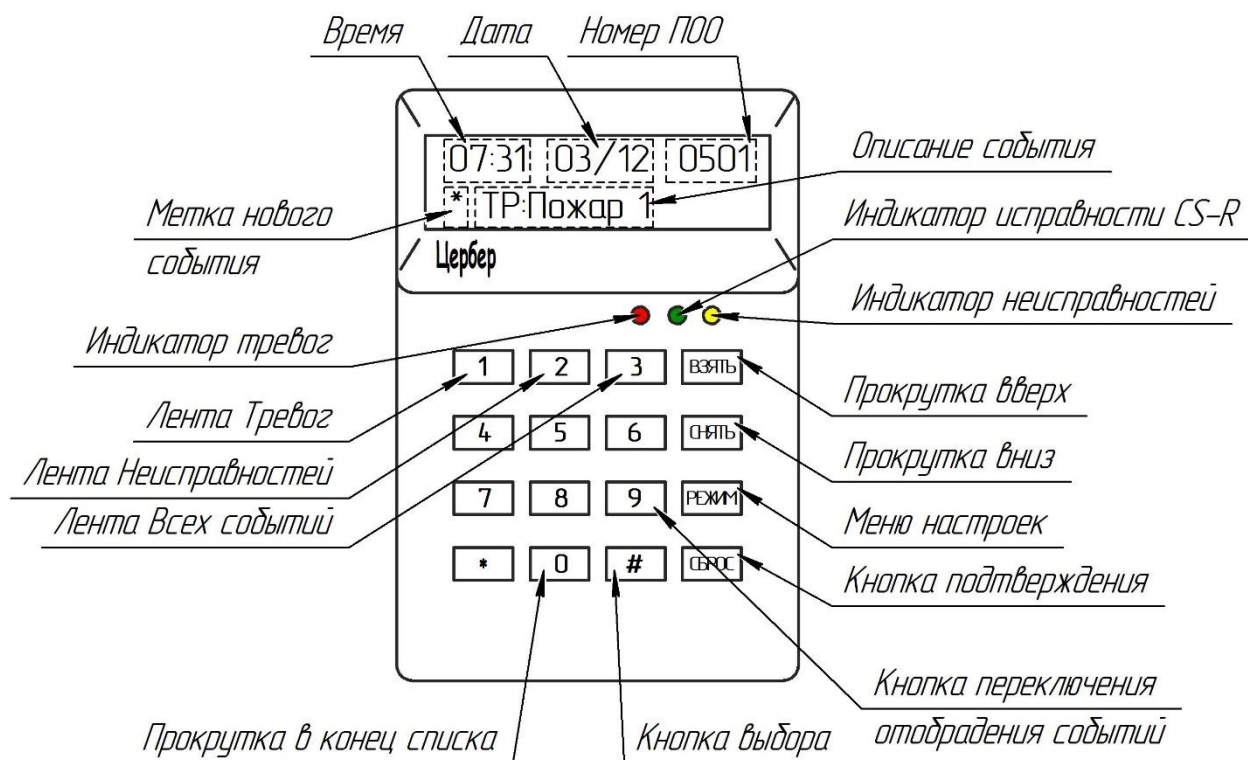 Время Дата Номер ПОО
07:31 03/12 0501
Описание события
* ТР:Пожар 1
Метка нового
события
Индикатор исправности CS-R
Цербер
Индикатор неисправностей
Индикатор тревог
1 2 3 ВЗЯТЬ
Прокрутка вверх
Лента Тревог
4 5 6 СНЯТЬ
Прокрутка вниз
Лента Неисправностей
7 8 9 РЕЖИМ
Лента Всех событий
Меню настроек
* 0 # СБРОС
Кнопка подтверждения
Кнопка переключения
отобрадения событий
Прокрутка в конец списка
Кнопка выбора